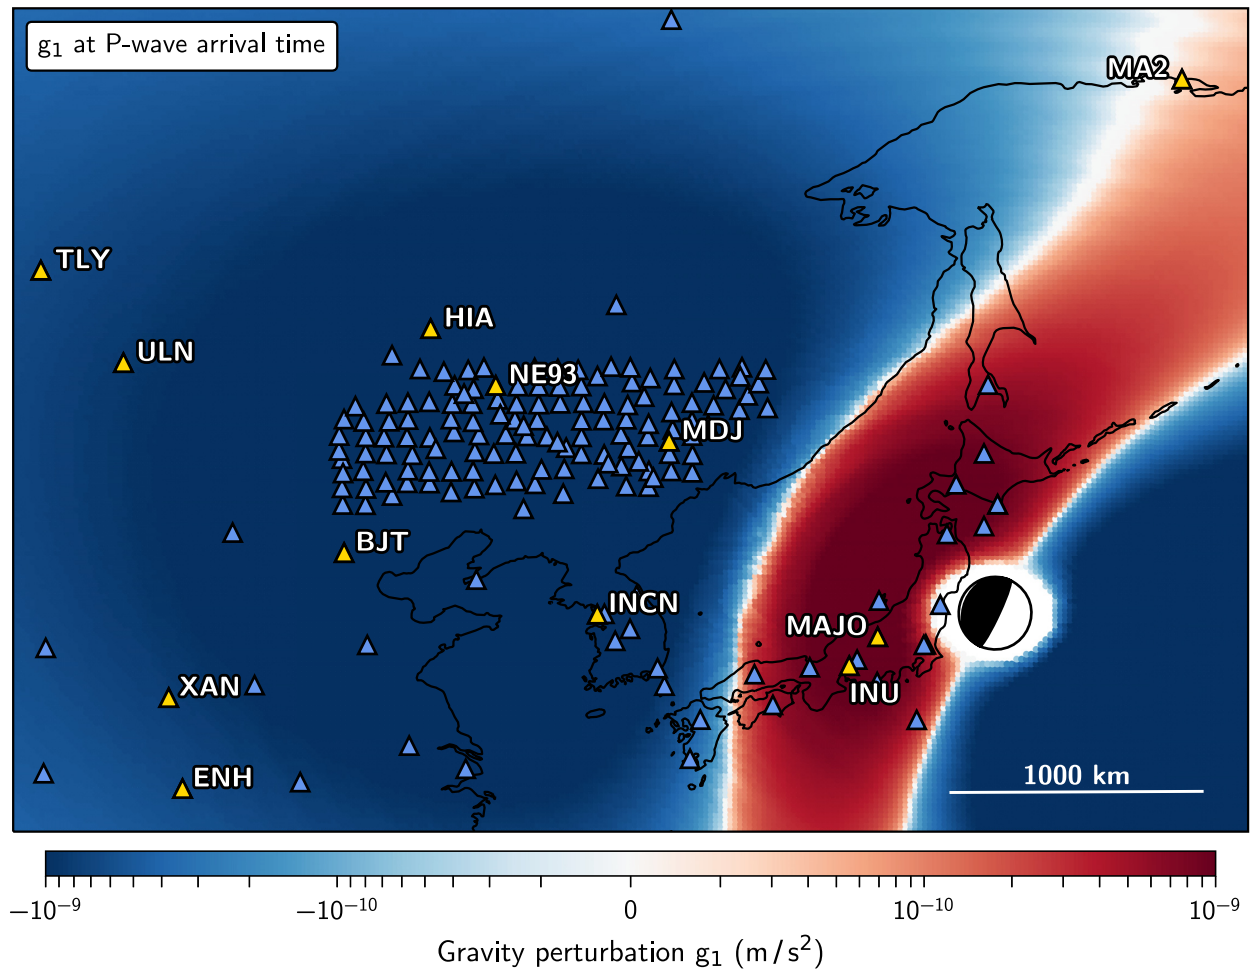 g₁ at P-wave arrival time
MA2
TLY
HIA
ULN
NE93
MDJ
BJT
INCN
MAJO
XAN
INU
ENH
1000 km
−10⁻⁹ −10⁻¹⁰ 0 10⁻¹⁰ 10⁻⁹
Gravity perturbation g₁ (m/s²)